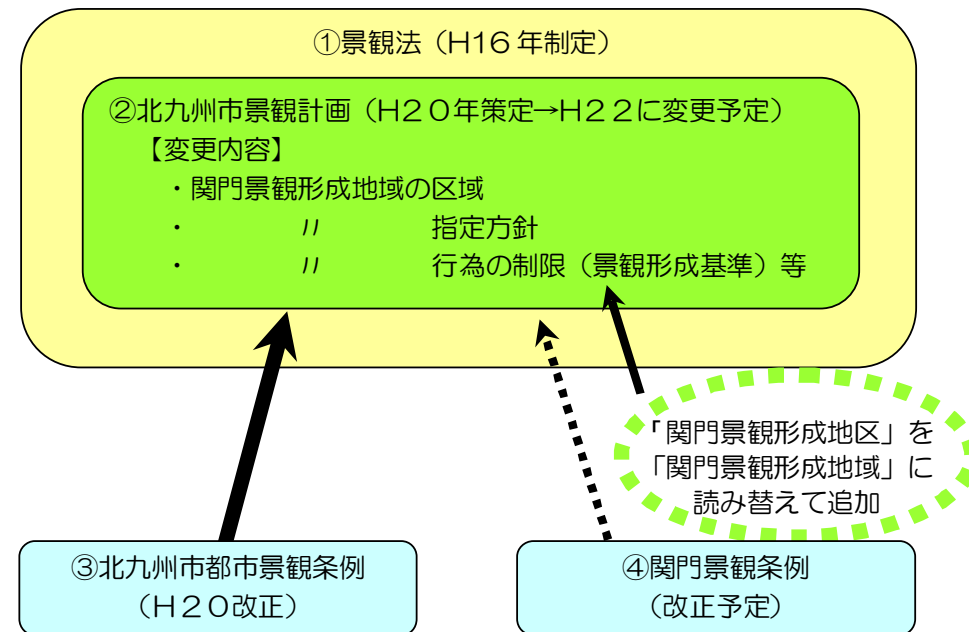 ①景観法（H16年制定）
②北九州市景観計画（H２０年策定→H２２に変更予定）
【変更内容】
・関門景観形成地域の区域
・　　　〃　　　指定方針
・　　　〃　　　行為の制限（景観形成基準）等
「関門景観形成地区」を
「関門景観形成地域」に
読み替えて追加
③北九州市都市景観条例
（H２０改正）
④関門景観条例
（改正予定）